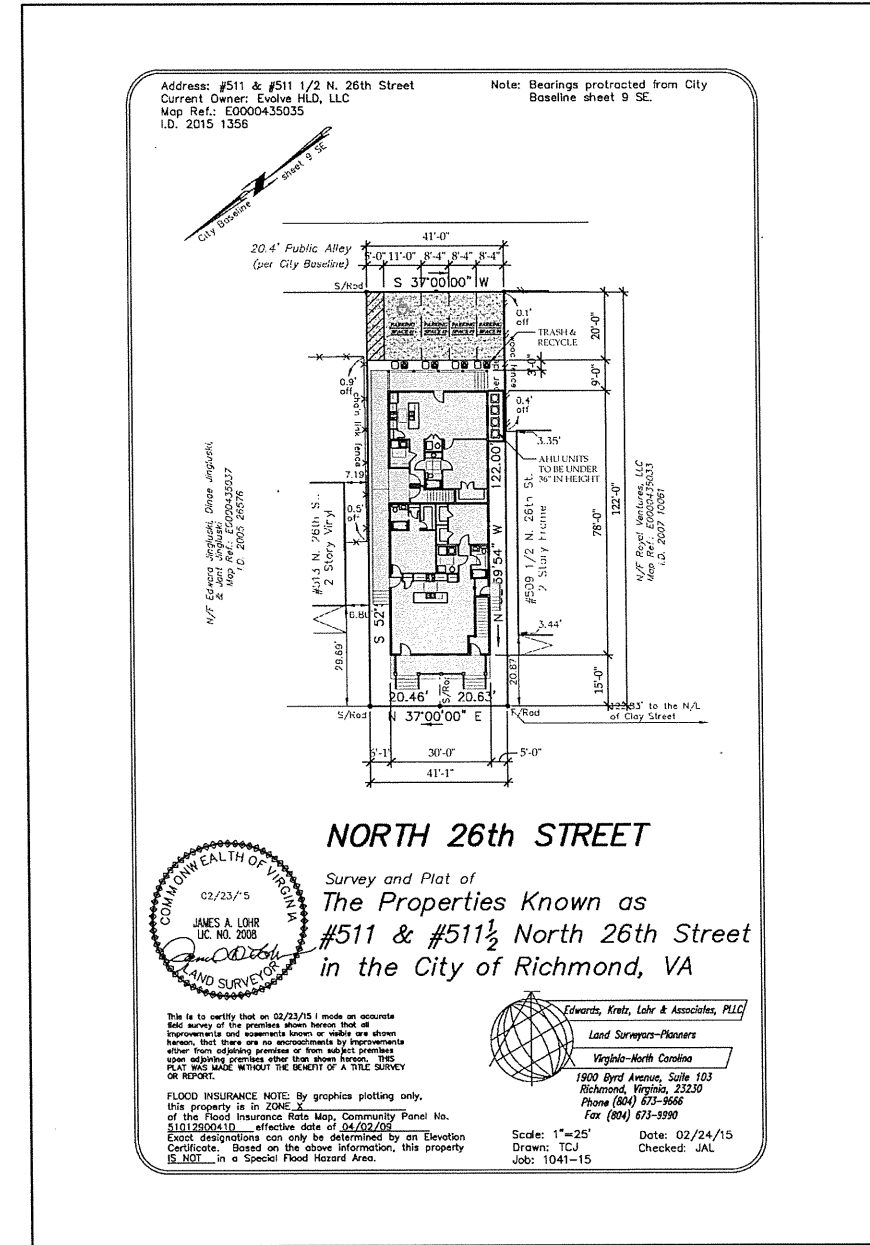 Address: #511 & #511 1/2 N. 26th Street
Current Owner: Evolve HLD, LLC
Map Ref.: E0000435035
I.D. 2015 1356
Note: Bearings protracted from City
Baseline sheet 9 SE.
City Baseline sheet 9 SE
20.4' Public Alley
(per City Baseline)
41'-0"
11'-0" 8'-4" 8'-4" 8'-4"
S/Rod
S 37°00'00" W
0.1'
off
PARKING PARKING PARKING PARKING
TRASH &
RECYCLE
20'-0"
3'-0"
9'-0"
0.9'
off
chain link fence
0.4'
off
3.35'
AHU UNITS
TO BE UNDER
36" IN HEIGHT
7.19
0.5'
off
122.00'
122'-0"
78'-0"
N/F Edward Jingluski,
& Jant Jingluski
Map Ref.: E0000435037
I.D. 2005 26576
#513 N. 26th S.
2 Story Vinyl
#509 1/2 N. 26th St.
2 Story Frame
N/F Royal Ventures, LLC
Map Ref.: E0000435033
I.D. 2007 10061
S 52°
3.44'
29.69'
20.87
15'-0"
20.46'
S/Rod
20.63'
S/Rod
N 37°00'00" E
to the N/L
of Clay Street
6'-1"
30'-0"
5'-0"
41'-1"
NORTH 26th STREET
COMMONWEALTH OF VIRGINIA
02/23/15
JAMES A. LOHR
LIC. NO. 2008
LAND SURVEYOR
Survey and Plat of
The Properties Known as
#511 & #511½ North 26th Street
in the City of Richmond, VA
This is to certify that on 02/23/15 I made an accurate
field survey of the premises shown hereon that all
improvements and easements known or visible are shown
hereon, that there are no encroachments by improvements
either from adjoining premises or from subject premises
upon adjoining premises other than shown hereon. THIS
PLAT WAS MADE WITHOUT THE BENEFIT OF A TITLE SURVEY
OR REPORT.
FLOOD INSURANCE NOTE: By graphics plotting only,
this property is in ZONE X
of the Flood Insurance Rate Map, Community Panel No.
5101290041D effective date of 04/02/09
Exact designations can only be determined by an Elevation
Certificate. Based on the above information, this property
IS NOT in a Special Flood Hazard Area.
Edwards, Kretz, Lohr & Associates, PLLC
Land Surveyors-Planners
Virginia-North Carolina
1900 Byrd Avenue, Suite 103
Richmond, Virginia, 23230
Phone (804) 673-9666
Fax (804) 673-9990
Scale: 1"=25'
Drawn: TCJ
Job: 1041-15
Date: 02/24/15
Checked: JAL